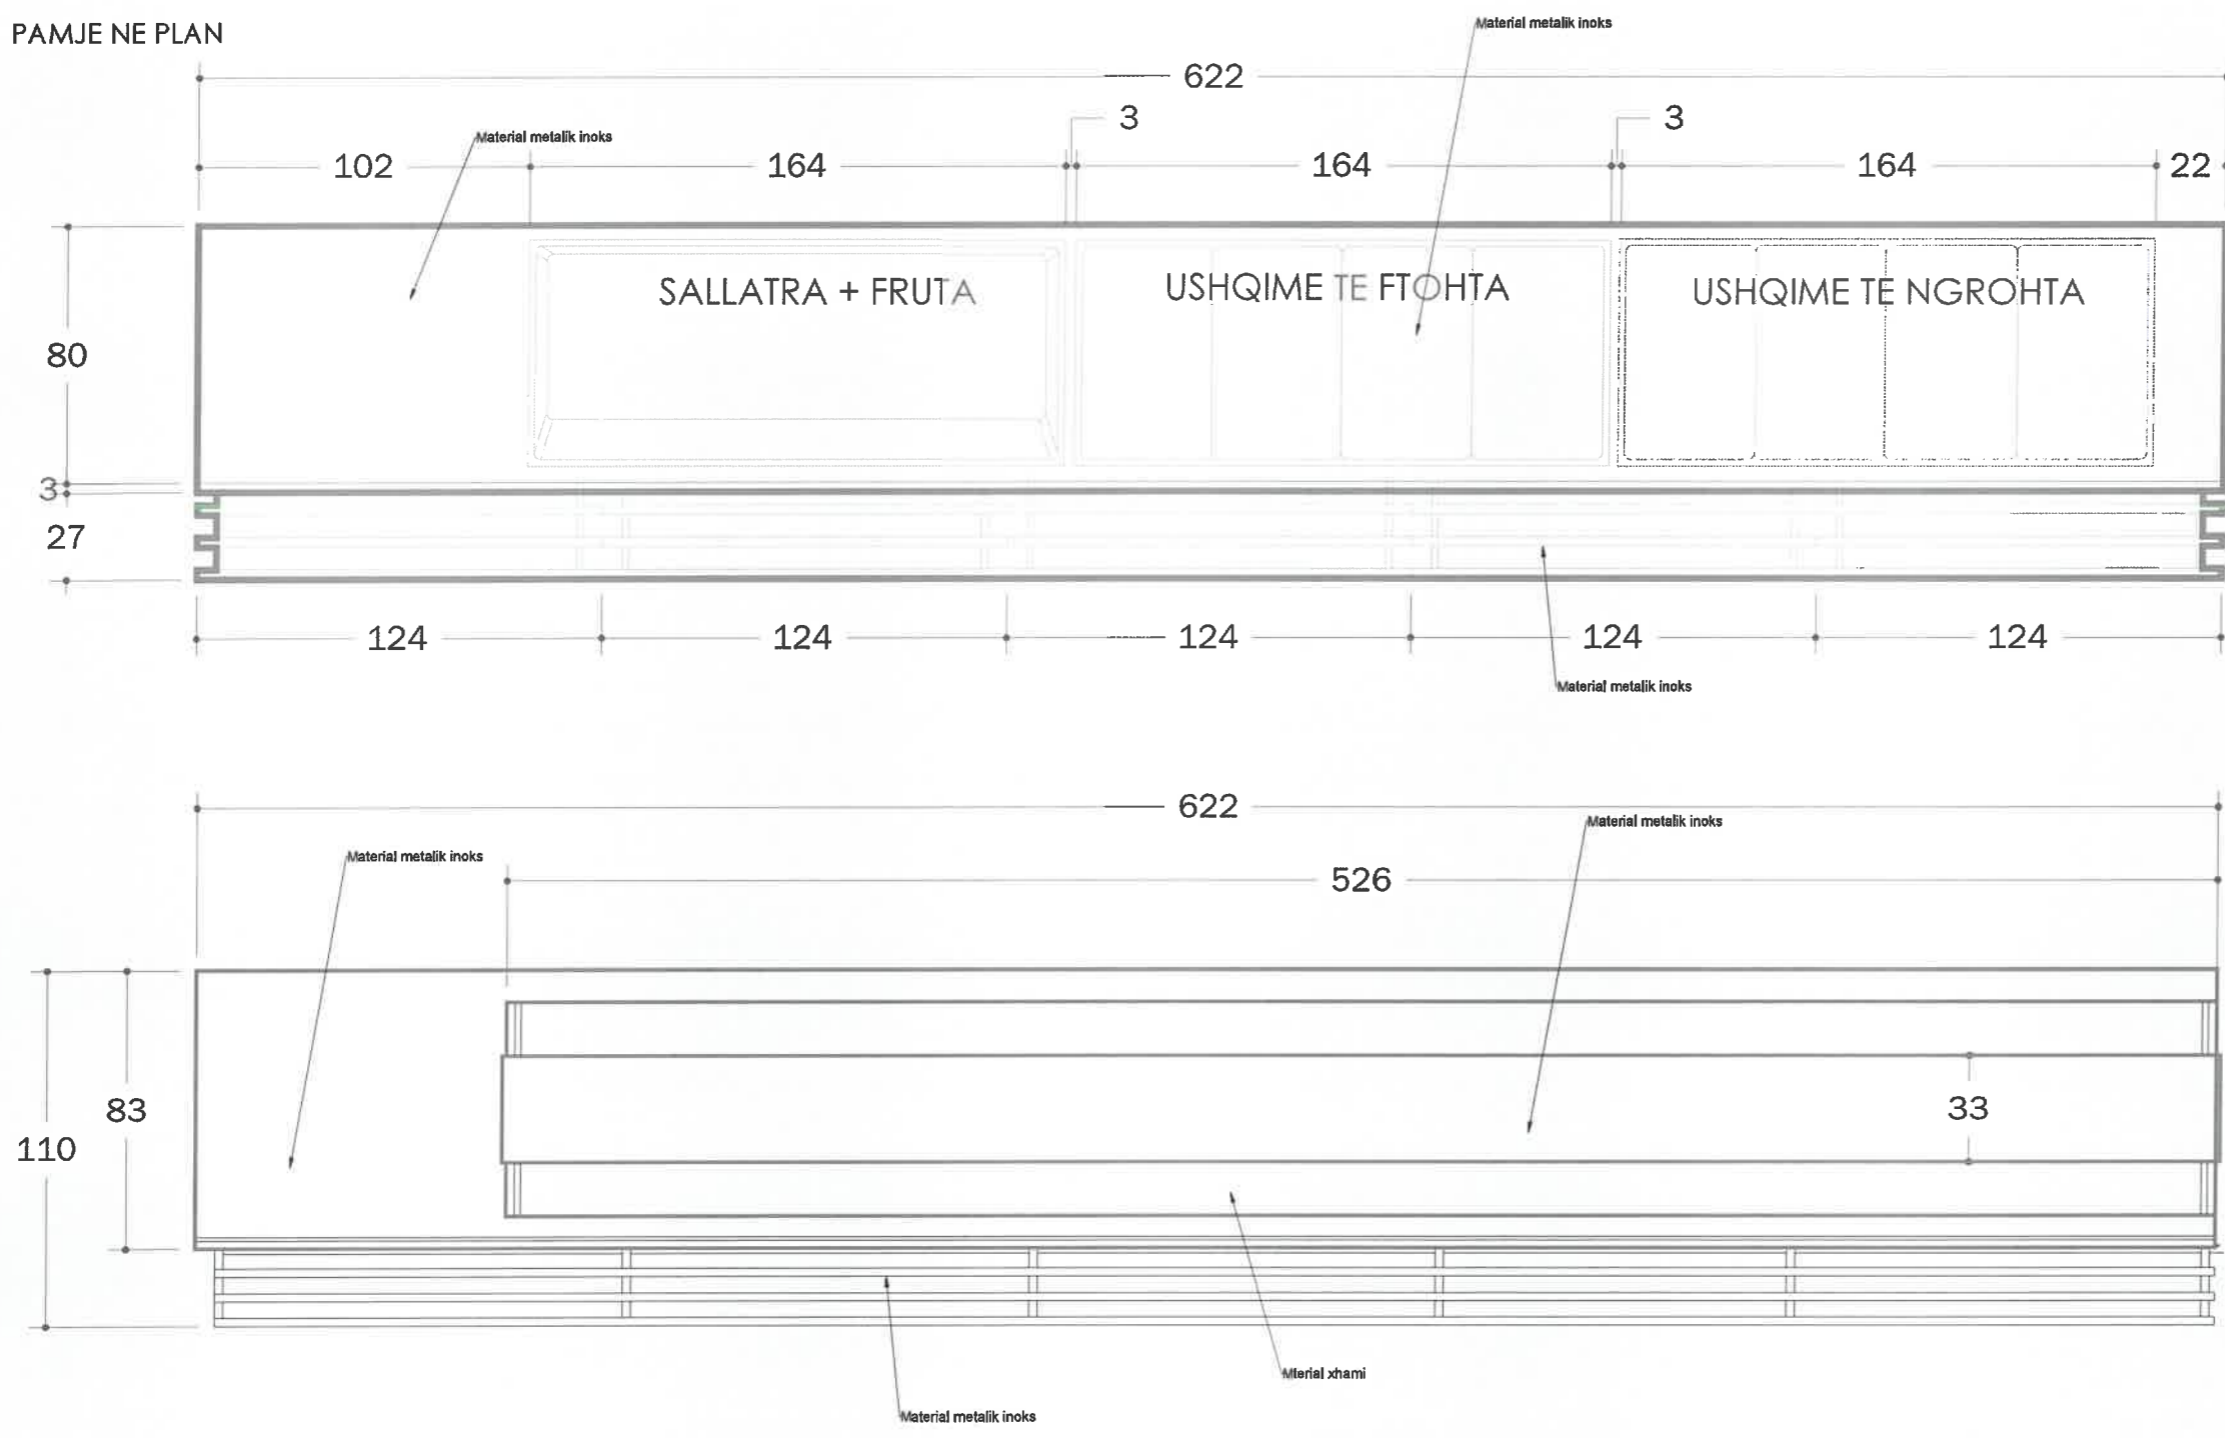 PAMJE NE PLAN
Material metalik inoks
622
3
3
Material metalik inoks
102
164
164
164
22
SALLATRA + FRUTA
USHQIME TE FTOHTA
USHQIME TE NGROHTA
80
3
27
124
124
124
124
124
Material metalik inoks
622
Material metalik inoks
Material metalik inoks
526
83
33
110
Mterial xhami
Material metalik inoks